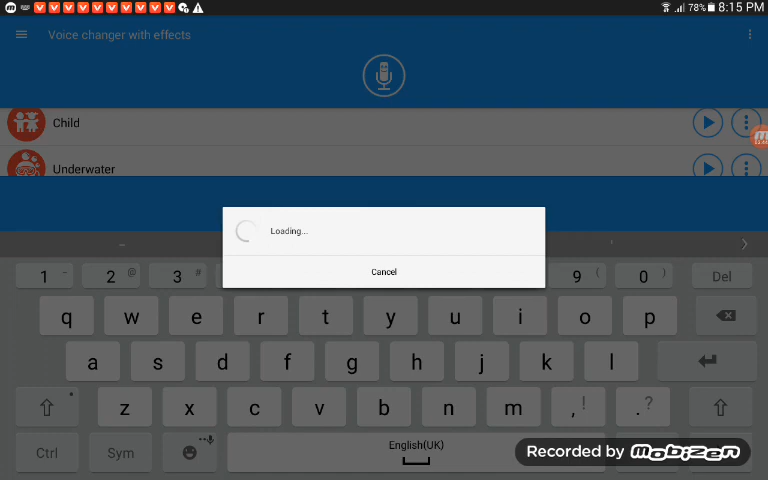 78% 8:15 PM
Voice changer with effects
Child
Underwater
Loading...
Cancel
1 - 2 @ 3 # 9 ( 0 ) Del
q w e r t y u i o p
a s d f g h j k l
z x c v b n m , ! . ?
Ctrl Sym English(UK)
Recorded by mobizen